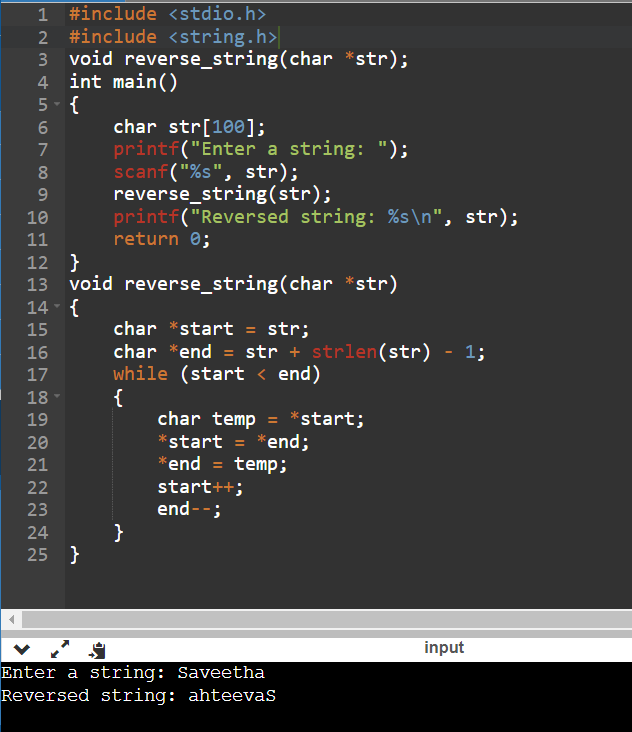 1 #include <stdio.h>
2 #include <string.h>
3 void reverse_string(char *str);
4 int main()
5 {
6     char str[100];
7     printf("Enter a string: ");
8     scanf("%s", str);
9     reverse_string(str);
10     printf("Reversed string: %s\n", str);
11     return 0;
12 }
13 void reverse_string(char *str)
14 {
15     char *start = str;
16     char *end = str + strlen(str) - 1;
17     while (start < end)
18     {
19         char temp = *start;
20         *start = *end;
21         *end = temp;
22         start++;
23         end--;
24     }
25 }
input
Enter a string: Saveetha
Reversed string: ahteevaS